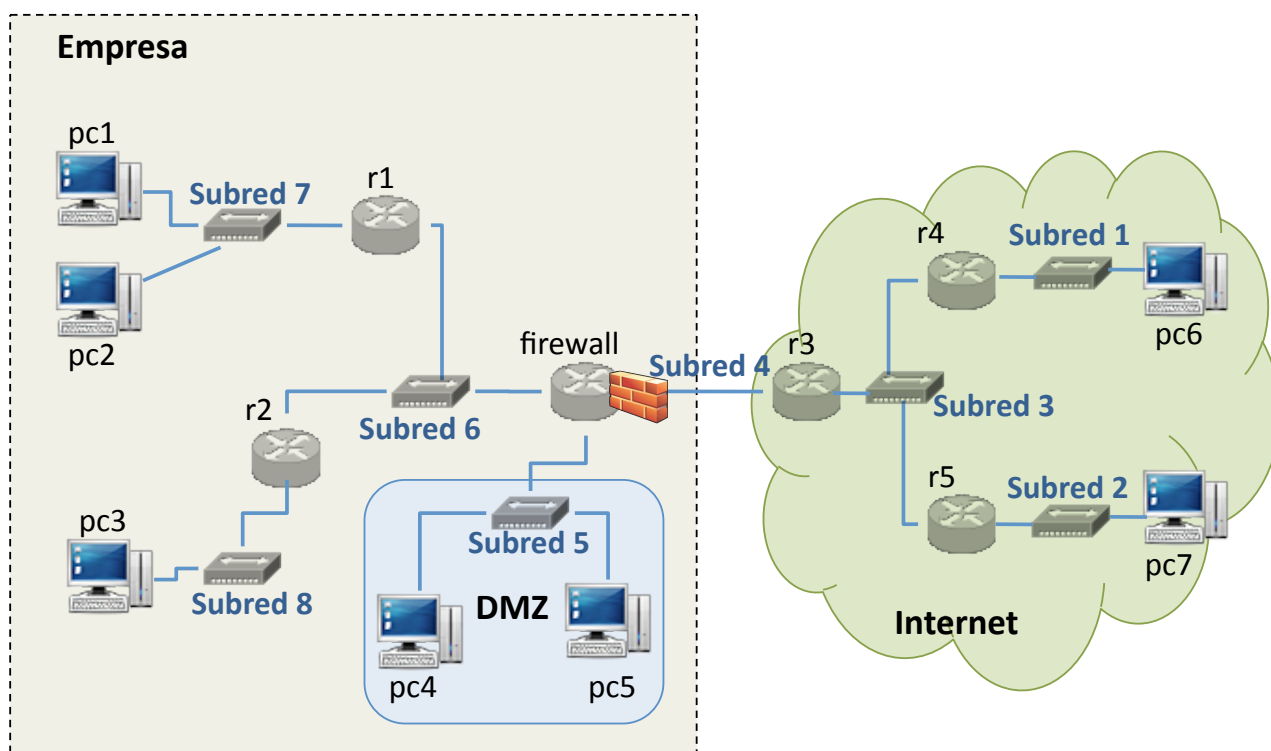 Empresa
pc1
Subred 7
r1
pc2
firewall
Subred 4
r3
r4
Subred 1
pc6
Subred 3
r2
Subred 6
r5
Subred 2
pc7
pc3
Subred 8
Subred 5
DMZ
pc4
pc5
Internet